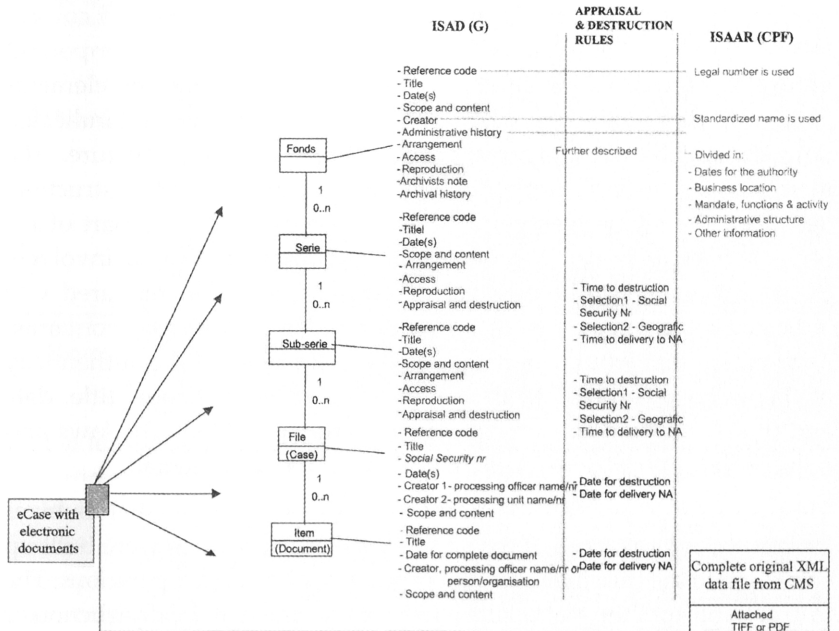 ISAD (G)
APPRAISAL
& DESTRUCTION
RULES
ISAAR (CPF)
- Reference code
- Title
- Date(s)
- Scope and content
- Creator
- Administrative history
- Arrangement
- Access
- Reproduction
-Archivists note
-Archival history
Legal number is used
Standardized name is used
Further described
- Divided in:
- Dates for the authority
- Business location
- Mandate, functions & activity
- Administrative structure
- Other information
Fonds
1
0..n
-Reference code
-Titlel
-Date(s)
-Scope and content
- Arrangement
-Access
-Reproduction
-Appraisal and destruction
- Time to destruction
- Selection1 - Social
Security Nr
- Selection2 - Geografic
- Time to delivery to NA
Serie
1
0..n
-Reference code
-Title
-Date(s)
-Scope and content
- Arrangement
-Access
-Reproduction
-Appraisal and destruction
- Time to destruction
- Selection1 - Social
Security Nr
- Selection2 - Geografic
- Time to delivery to NA
Sub-serie
1
0..n
- Reference code
- Title
- Social Security nr
- Date(s)
- Creator 1- processing officer name/nr
- Creator 2- processing unit name/nr
- Scope and content
- Date for destruction
- Date for delivery NA
File
(Case)
1
0..n
- Reference code
- Title
- Date for complete document
- Creator, processing officer name/nr or
person/organisation
- Scope and content
- Date for destruction
- Date for delivery NA
Item
(Document)
eCase with
electronic
documents
Complete original XML
data file from CMS
Attached
TIFF or PDF